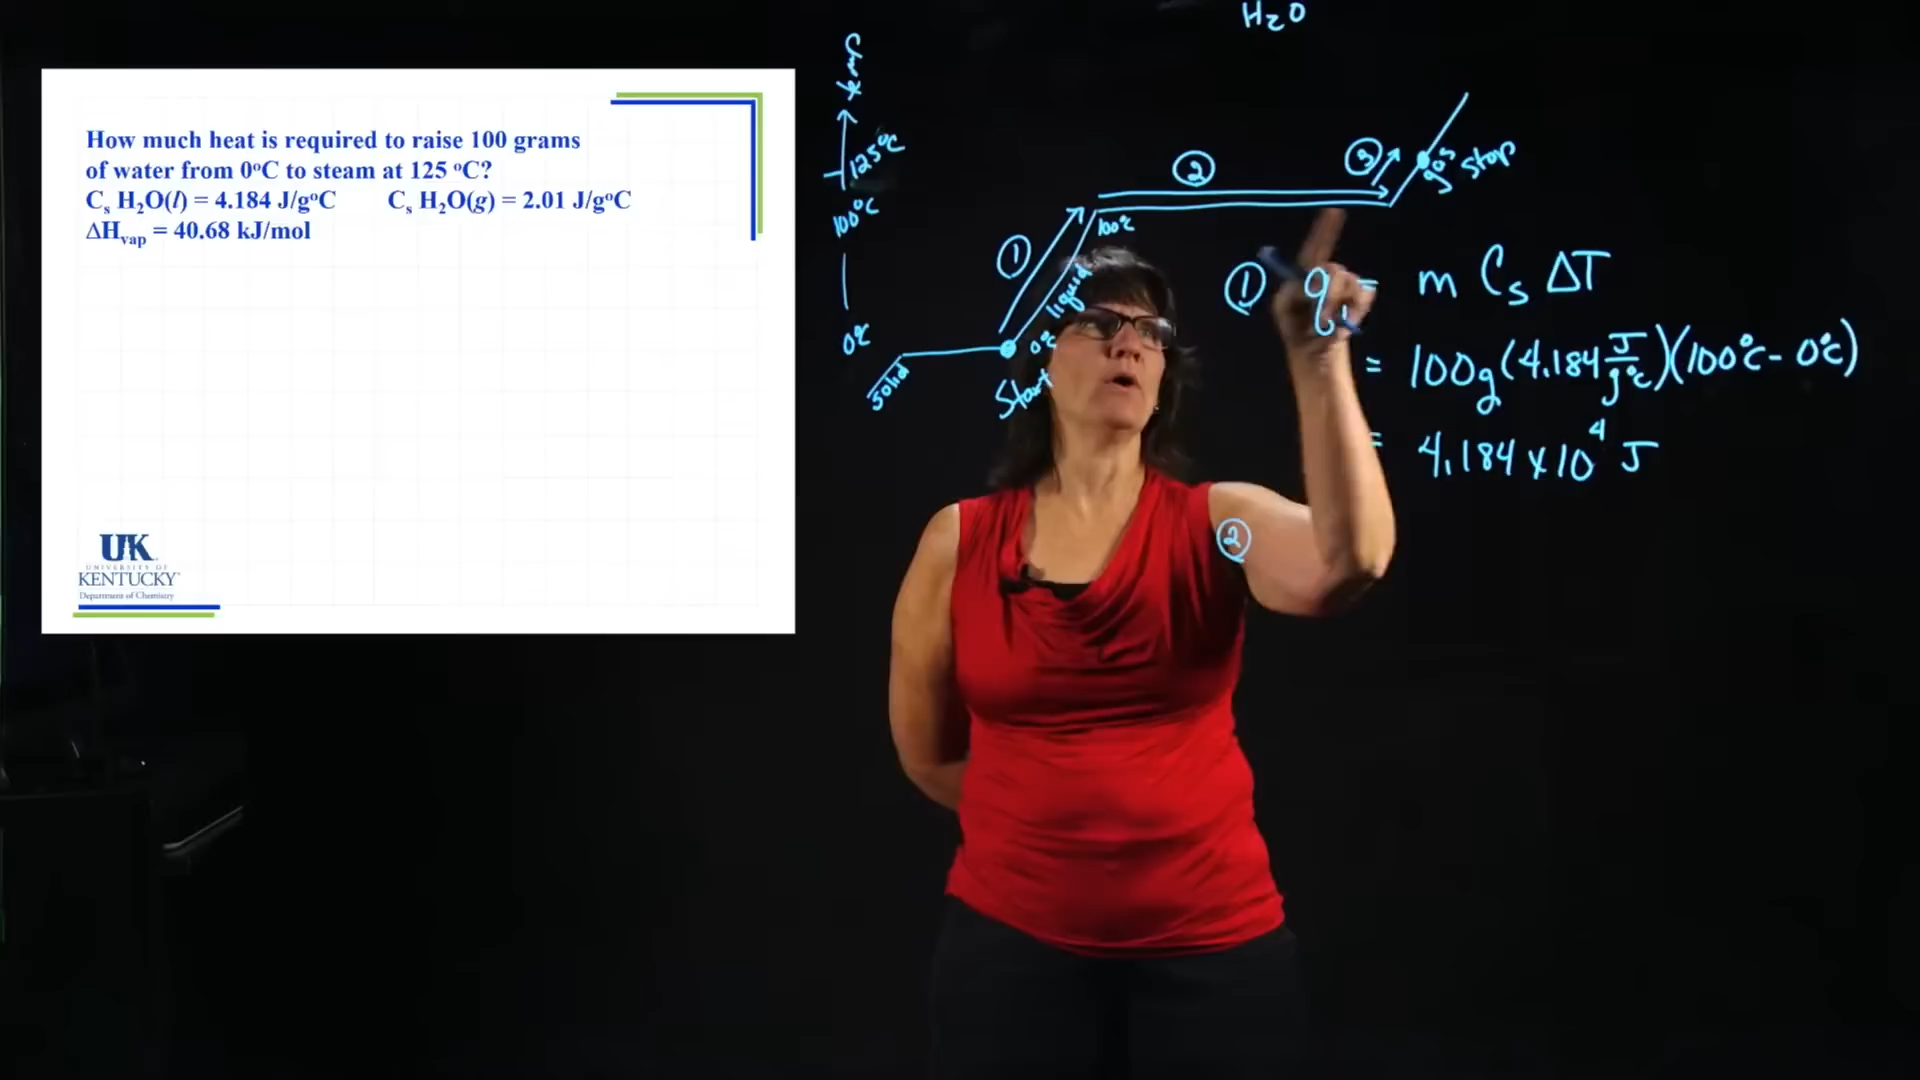 How much heat is required to raise 100 grams
of water from 0°C to steam at 125 °C?
Cₛ H₂O(l) = 4.184 J/g°C Cₛ H₂O(g) = 2.01 J/g°C
ΔHvap = 40.68 kJ/mol
UK
UNIVERSITY OF
KENTUCKY
Department of Chemistry
H₂O
temp
125°C
100°C
0°C
solid
Start
0°C
liquid
①
100°C
②
③
gas
stop
① q₁ = m Cₛ ΔT
= 100g (4.184 J/g°C)(100°C - 0°C)
= 4.184 x 10⁴ J
②